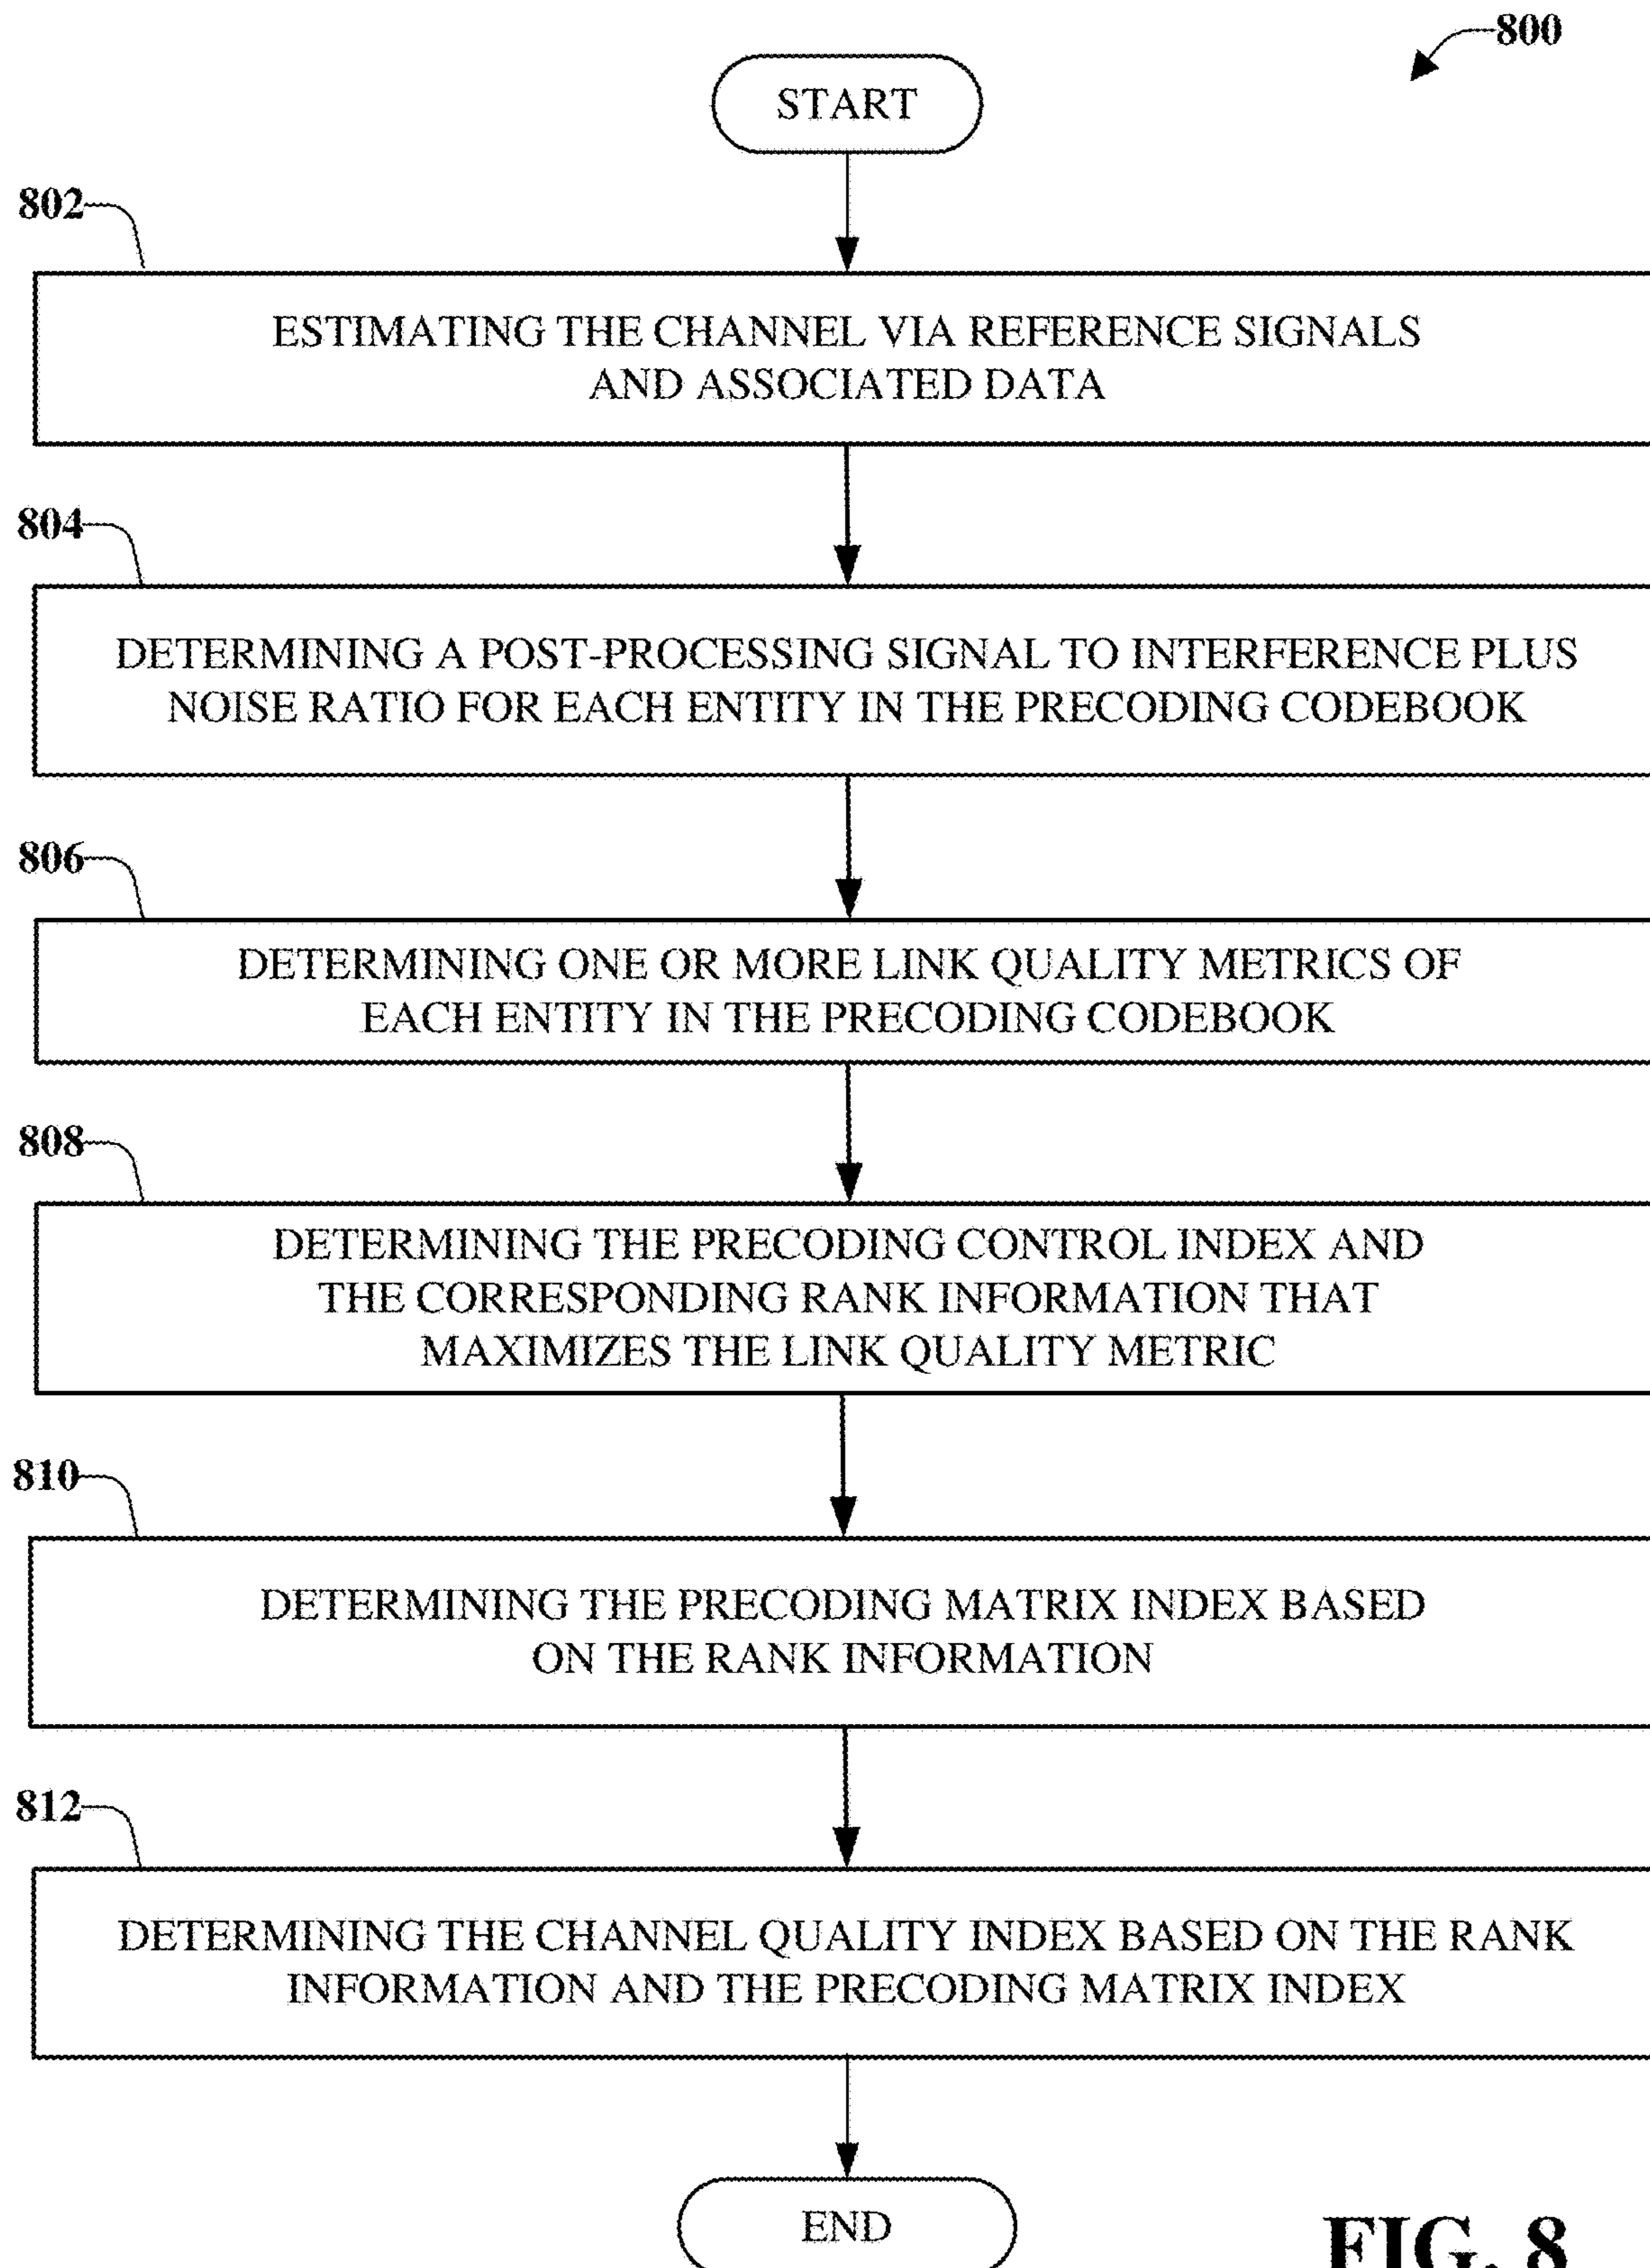 800
START
802
ESTIMATING THE CHANNEL VIA REFERENCE SIGNALS
AND ASSOCIATED DATA
804
DETERMINING A POST-PROCESSING SIGNAL TO INTERFERENCE PLUS
NOISE RATIO FOR EACH ENTITY IN THE PRECODING CODEBOOK
806
DETERMINING ONE OR MORE LINK QUALITY METRICS OF
EACH ENTITY IN THE PRECODING CODEBOOK
808
DETERMINING THE PRECODING CONTROL INDEX AND
THE CORRESPONDING RANK INFORMATION THAT
MAXIMIZES THE LINK QUALITY METRIC
810
DETERMINING THE PRECODING MATRIX INDEX BASED
ON THE RANK INFORMATION
812
DETERMINING THE CHANNEL QUALITY INDEX BASED ON THE RANK
INFORMATION AND THE PRECODING MATRIX INDEX
END
FIG. 8